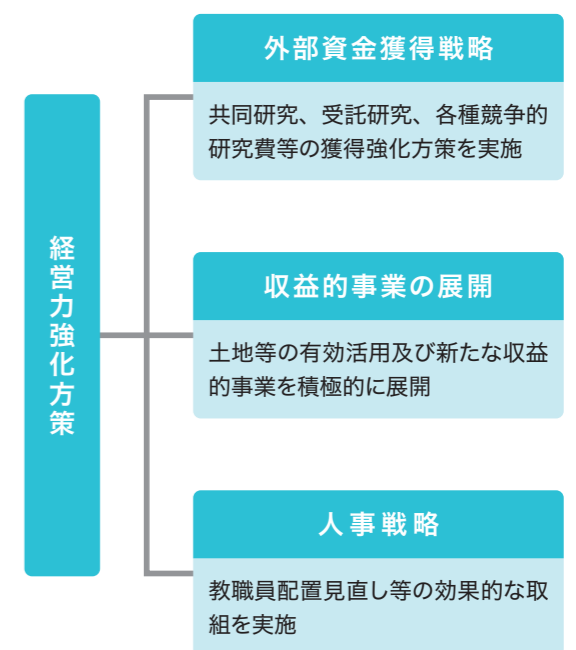 経営力強化方策
外部資金獲得戦略
共同研究、受託研究、各種競争的
研究費等の獲得強化方策を実施
収益的事業の展開
土地等の有効活用及び新たな収益
的事業を積極的に展開
人事戦略
教職員配置見直し等の効果的な取
組を実施